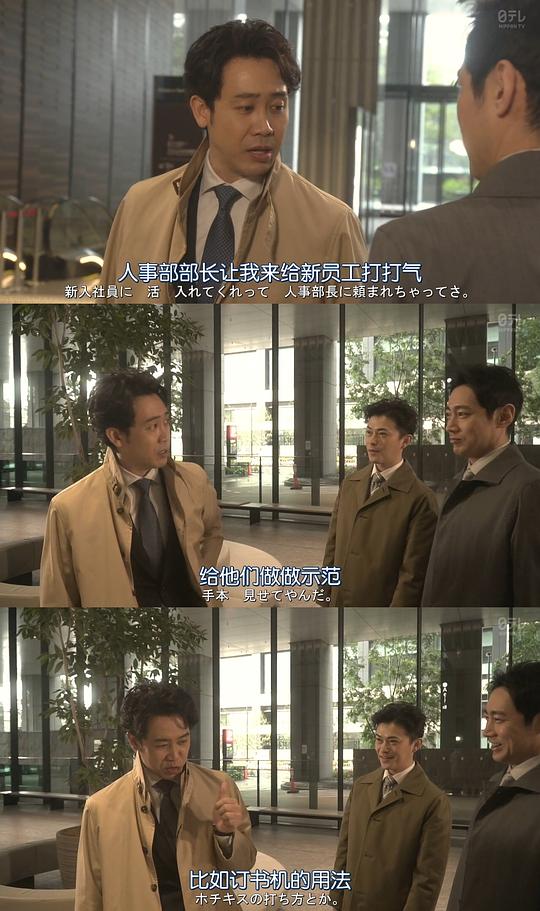 日テレ
NIPPON TV
人事部部长让我来给新员工打打气
新入社員に 活 入れてくれって 人事部長に頼まれちゃってさ。
日テレ
给他们做做示范
手本 見せてやんだ。
日テレ
比如订书机的用法
ホチキスの打ち方とか。